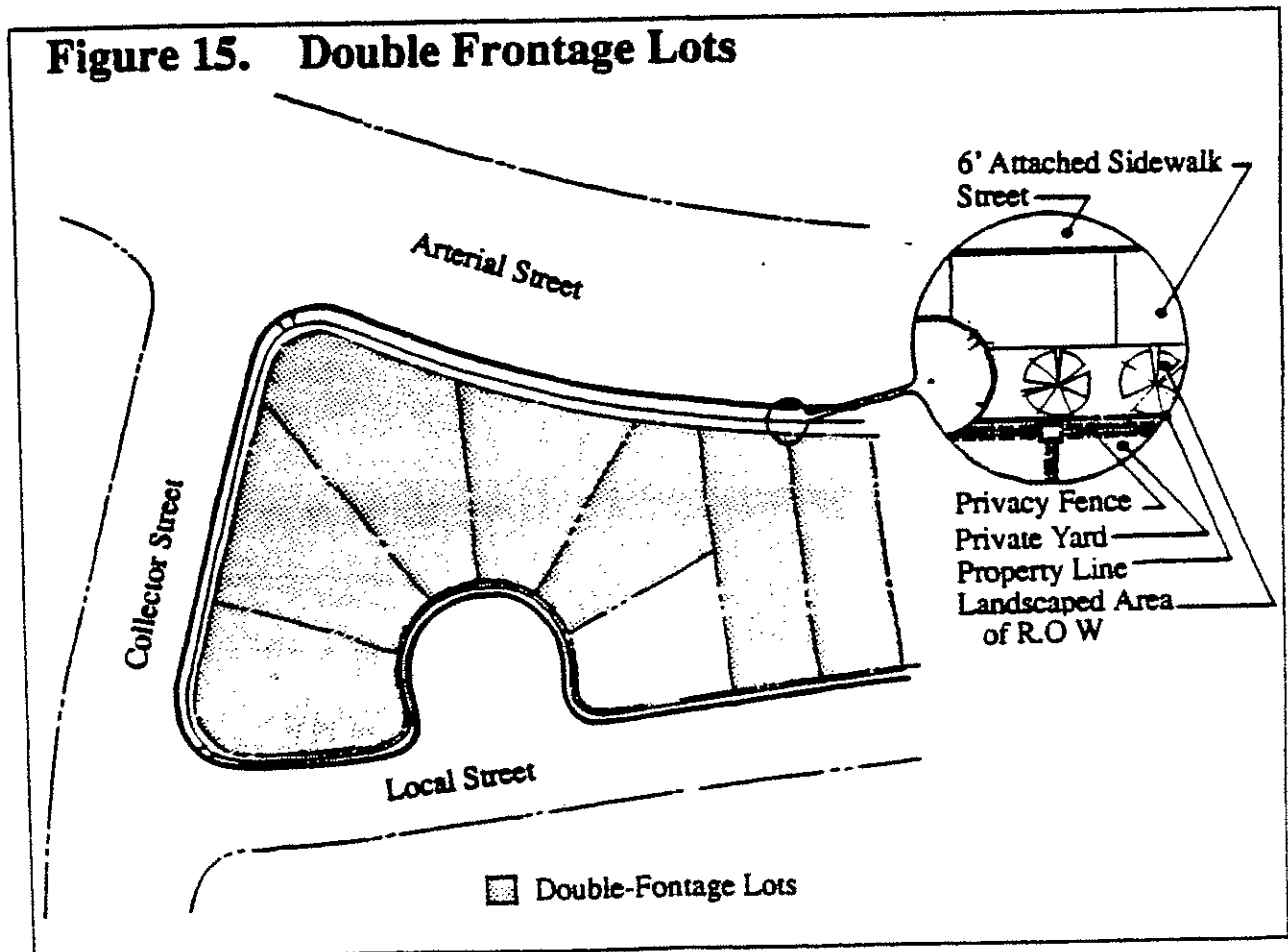 Figure 15. Double Frontage Lots
6' Attached Sidewalk
Street
Arterial Street
Collector Street
Privacy Fence
Private Yard
Property Line
Landscaped Area
of R.O W
Local Street
Double-Fontage Lots